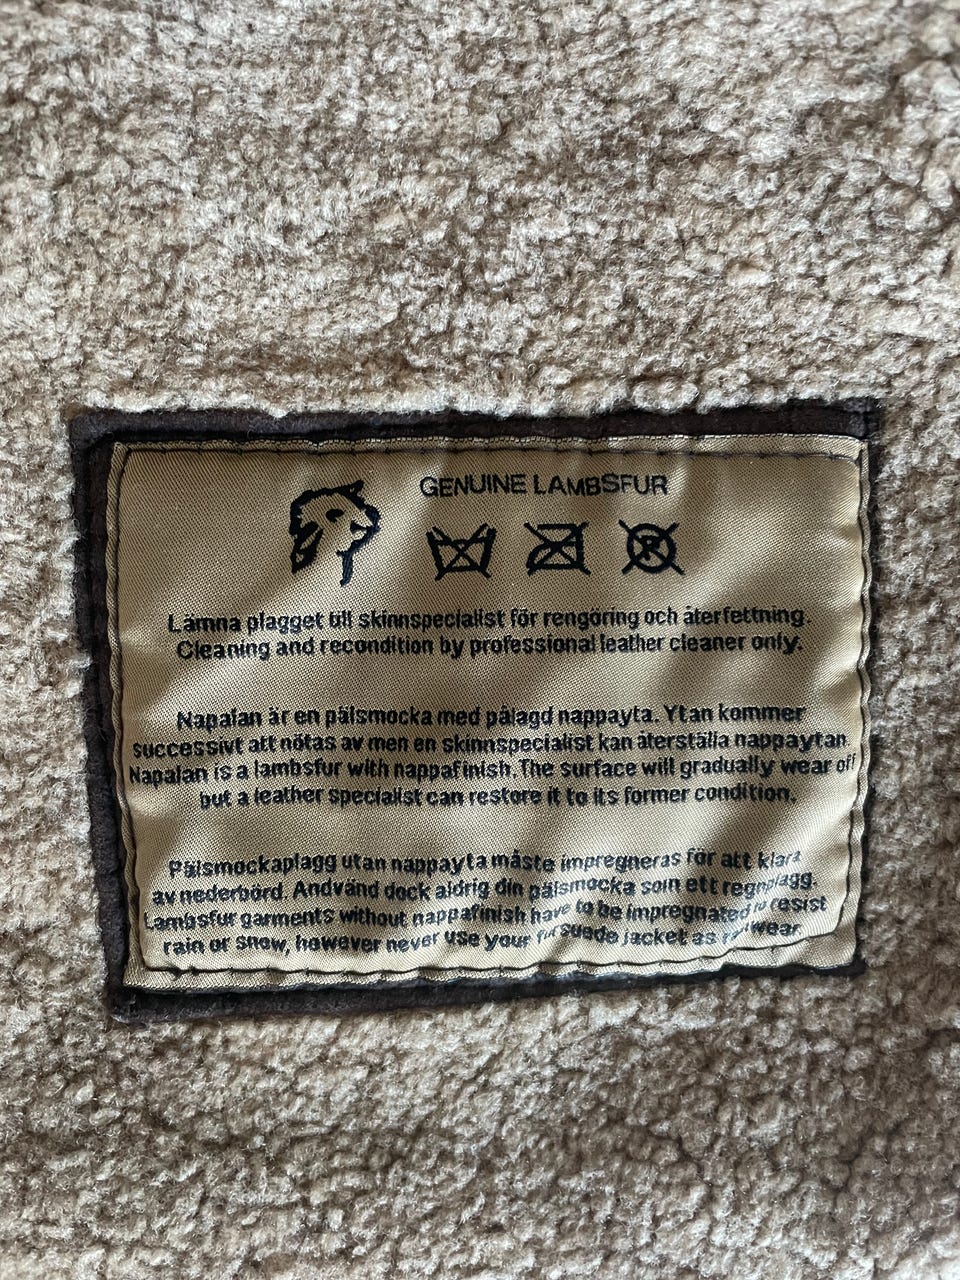 GENUINE LAMBSFUR
Lämna plagget till skinnspecialist för rengöring och återfettning.
Cleaning and recondition by professional leather cleaner only.
Napalan är en pälsmocka med pålagd nappayta. Ytan kommer
successivt att nötas av men en skinnspecialist kan återställa nappaytan.
Napalan is a lambsfur with nappafinish. The surface will gradually wear off
but a leather specialist can restore it to its former condition.
Pälsmockaplagg utan nappayta måste impregneras för att klara
av nederbörd. Använd dock aldrig din pälsmocka som ett regnplagg.
Lambsfur garments without nappafinish have to be impregnated to resist
rain or snow, however never use your fursuede jacket as rainwear.